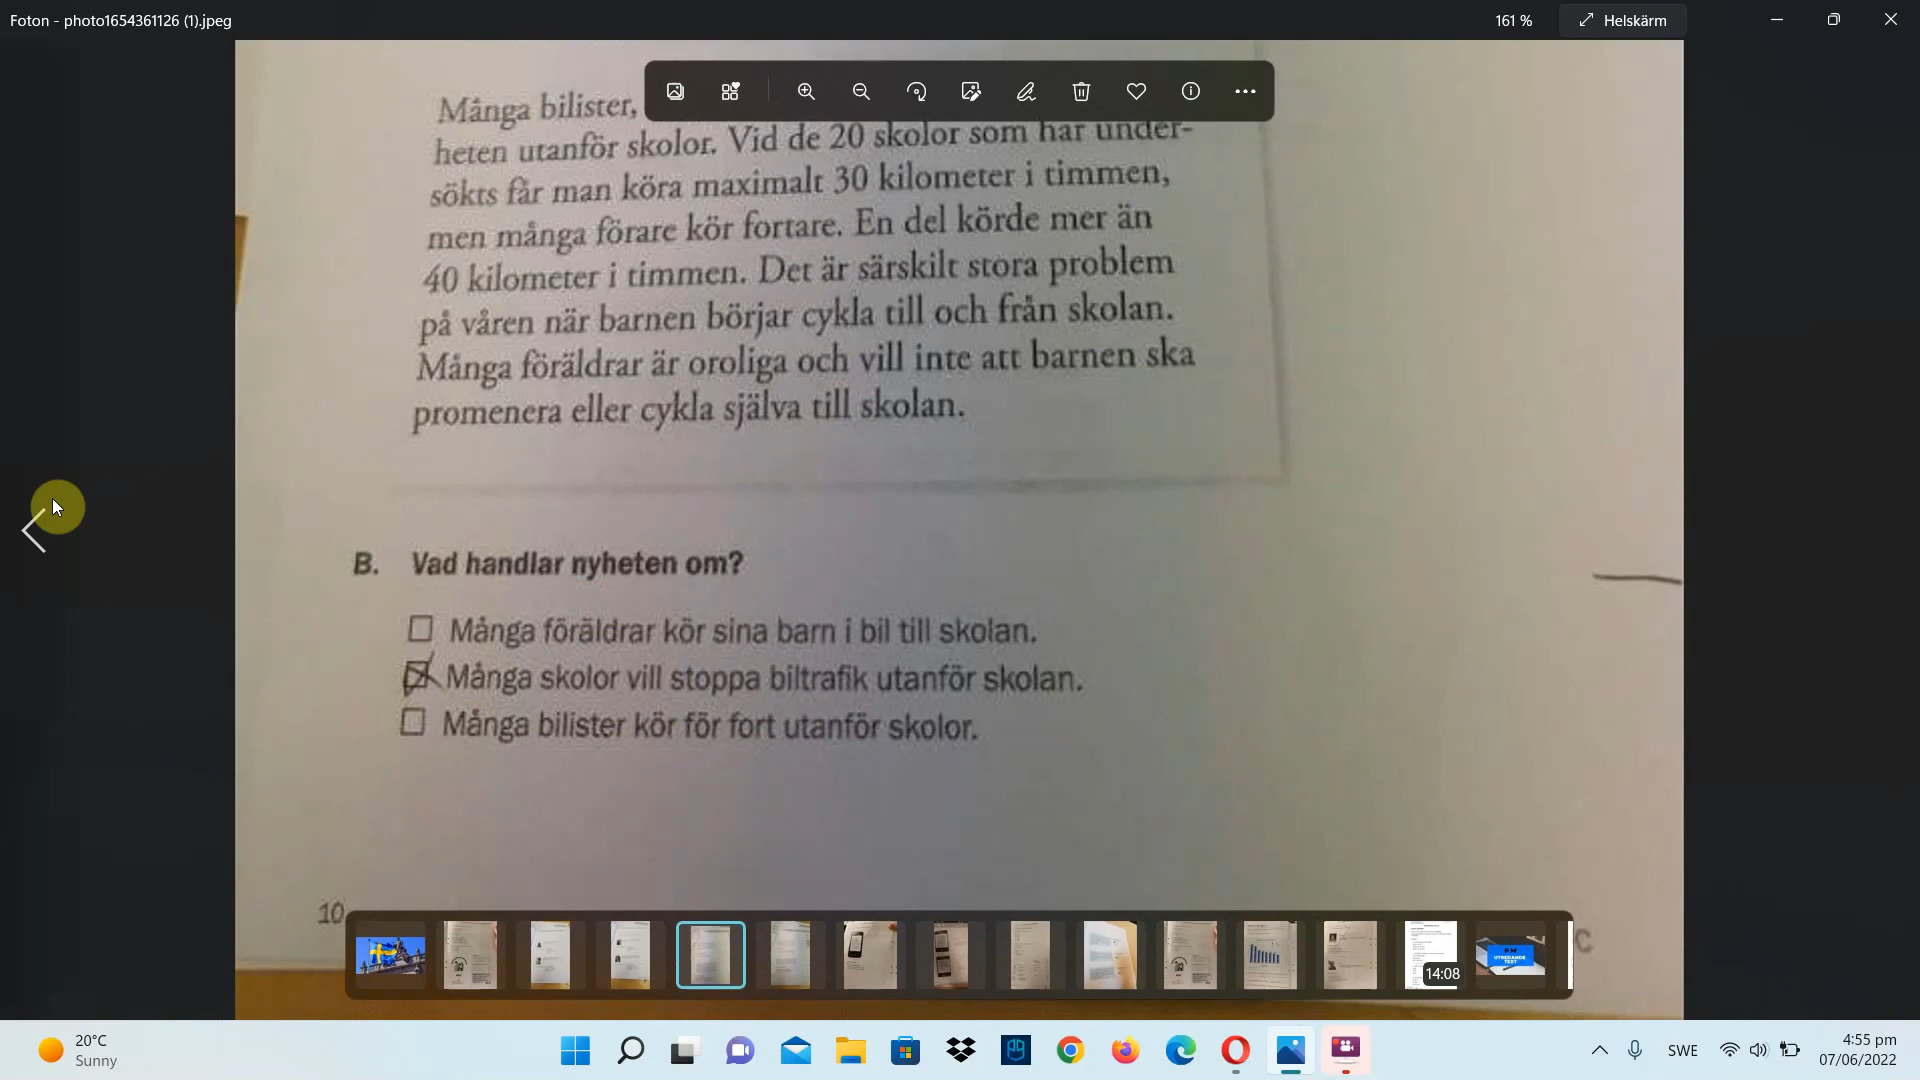 Foton - photo1654361126 (1).jpeg
161 %
Helskärm
Många bilister,
heten utanför skolor. Vid de 20 skolor som har under-
sökts får man köra maximalt 30 kilometer i timmen,
men många förare kör fortare. En del körde mer än
40 kilometer i timmen. Det är särskilt stora problem
på våren när barnen börjar cykla till och från skolan.
Många föräldrar är oroliga och vill inte att barnen ska
promenera eller cykla själva till skolan.
B. Vad handlar nyheten om?
Många föräldrar kör sina barn i bil till skolan.
Många skolor vill stoppa biltrafik utanför skolan.
Många bilister kör för fort utanför skolor.
10
C
14:08
PM
UTREDANDE
TEXT
20°C
Sunny
SWE
4:55 pm
07/06/2022